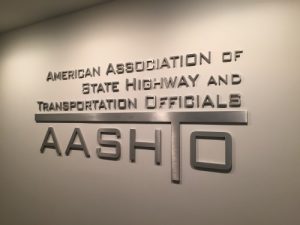 American Association of
State Highway and
Transportation Officials
AASHTO